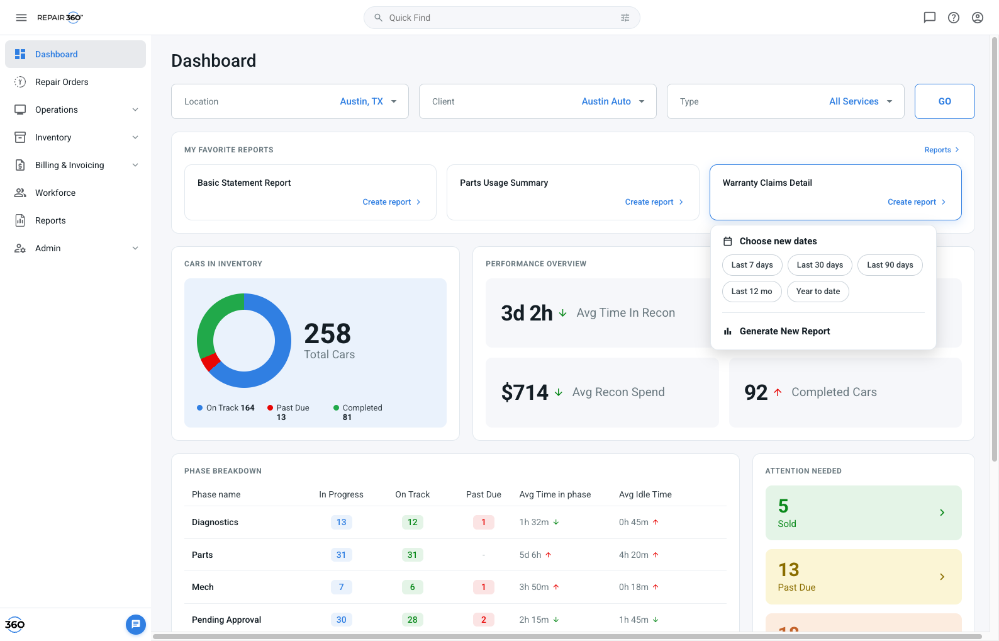 REPAIR 360
Quick Find
Dashboard
Repair Orders
Operations
Inventory
Billing & Invoicing
Workforce
Reports
Admin
360
Dashboard
Location Austin, TX
Client Austin Auto
Type All Services
GO
MY FAVORITE REPORTS
Reports
Basic Statement Report
Create report
Parts Usage Summary
Create report
Warranty Claims Detail
Create report
Choose new dates
Last 7 days Last 30 days Last 90 days
Last 12 mo Year to date
Generate New Report
CARS IN INVENTORY
258
Total Cars
On Track 164
Past Due
13
Completed
81
PERFORMANCE OVERVIEW
3d 2h Avg Time In Recon
$714 Avg Recon Spend
92 Completed Cars
PHASE BREAKDOWN
Phase name In Progress On Track Past Due Avg Time in phase Avg Idle Time
Diagnostics 13 12 1 1h 32m 0h 45m
Parts 31 31 - 5d 6h 4h 20m
Mech 7 6 1 3h 50m 0h 18m
Pending Approval 30 28 2 2h 15m 1h 45m
ATTENTION NEEDED
5
Sold
13
Past Due